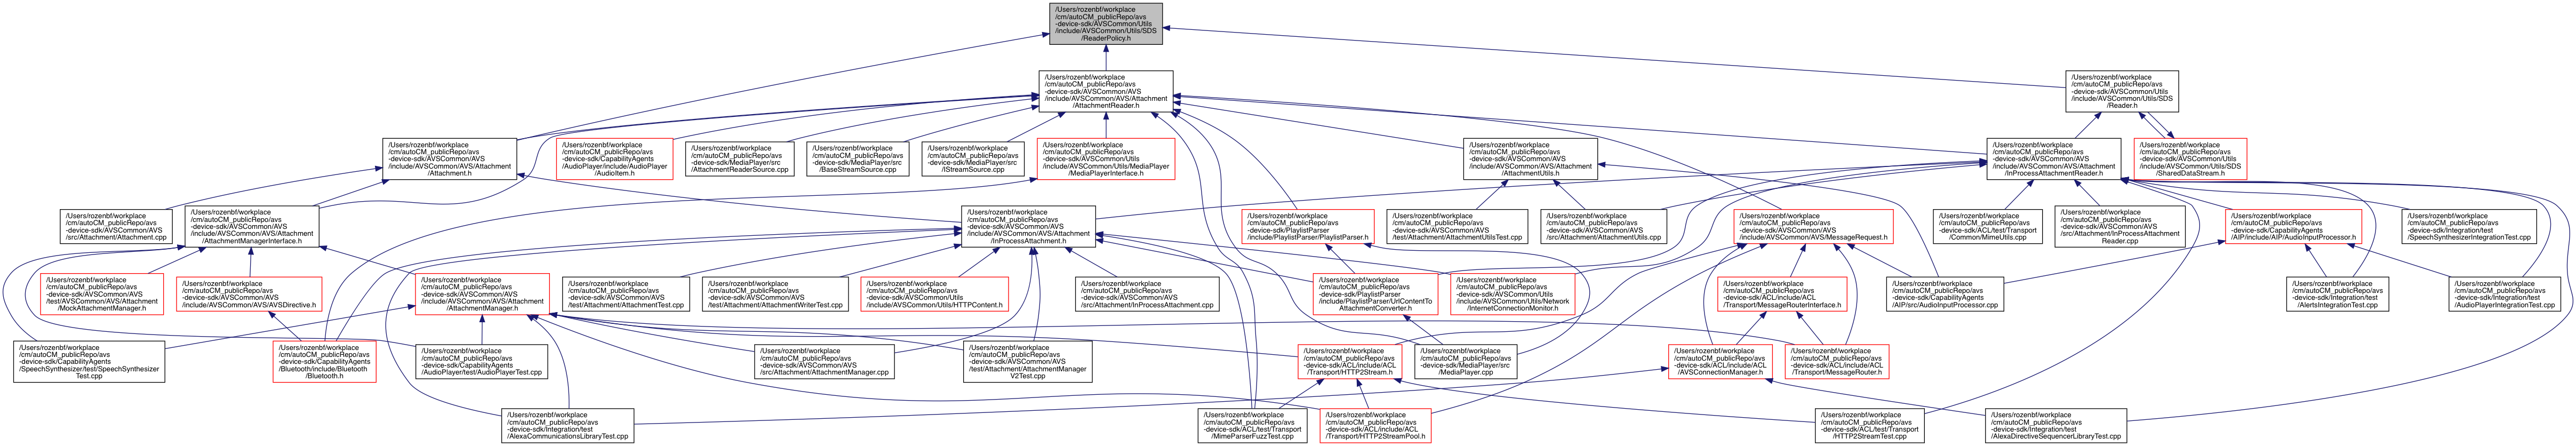 /Users/rozenbf/workplace
/cm/autoCM_publicRepo/avs
-device-sdk/AVSCommon/Utils
/include/AVSCommon/Utils/SDS
/ReaderPolicy.h
/Users/rozenbf/workplace
/cm/autoCM_publicRepo/avs
-device-sdk/AVSCommon/AVS
/include/AVSCommon/AVS/Attachment
/AttachmentReader.h
/Users/rozenbf/workplace
/cm/autoCM_publicRepo/avs
-device-sdk/AVSCommon/Utils
/include/AVSCommon/Utils/SDS
/Reader.h
/Users/rozenbf/workplace
/cm/autoCM_publicRepo/avs
-device-sdk/AVSCommon/AVS
/include/AVSCommon/AVS/Attachment
/Attachment.h
/Users/rozenbf/workplace
/cm/autoCM_publicRepo/avs
-device-sdk/CapabilityAgents
/AudioPlayer/include/AudioPlayer
/AudioItem.h
/Users/rozenbf/workplace
/cm/autoCM_publicRepo/avs
-device-sdk/MediaPlayer/src
/AttachmentReaderSource.cpp
/Users/rozenbf/workplace
/cm/autoCM_publicRepo/avs
-device-sdk/MediaPlayer/src
/BaseStreamSource.cpp
/Users/rozenbf/workplace
/cm/autoCM_publicRepo/avs
-device-sdk/MediaPlayer/src
/IStreamSource.cpp
/Users/rozenbf/workplace
/cm/autoCM_publicRepo/avs
-device-sdk/AVSCommon/Utils
/include/AVSCommon/Utils/MediaPlayer
/MediaPlayerInterface.h
/Users/rozenbf/workplace
/cm/autoCM_publicRepo/avs
-device-sdk/AVSCommon/AVS
/include/AVSCommon/AVS/Attachment
/AttachmentUtils.h
/Users/rozenbf/workplace
/cm/autoCM_publicRepo/avs
-device-sdk/AVSCommon/AVS
/include/AVSCommon/AVS/Attachment
/InProcessAttachmentReader.h
/Users/rozenbf/workplace
/cm/autoCM_publicRepo/avs
-device-sdk/AVSCommon/Utils
/include/AVSCommon/Utils/SDS
/SharedDataStream.h
/Users/rozenbf/workplace
/cm/autoCM_publicRepo/avs
-device-sdk/AVSCommon/AVS
/src/Attachment/Attachment.cpp
/Users/rozenbf/workplace
/cm/autoCM_publicRepo/avs
-device-sdk/AVSCommon/AVS
/include/AVSCommon/AVS/Attachment
/AttachmentManagerInterface.h
/Users/rozenbf/workplace
/cm/autoCM_publicRepo/avs
-device-sdk/AVSCommon/AVS
/include/AVSCommon/AVS/Attachment
/InProcessAttachment.h
/Users/rozenbf/workplace
/cm/autoCM_publicRepo/avs
-device-sdk/PlaylistParser
/include/PlaylistParser/PlaylistParser.h
/Users/rozenbf/workplace
/cm/autoCM_publicRepo/avs
-device-sdk/AVSCommon/AVS
/test/Attachment/AttachmentUtilsTest.cpp
/Users/rozenbf/workplace
/cm/autoCM_publicRepo/avs
-device-sdk/AVSCommon/AVS
/src/Attachment/AttachmentUtils.cpp
/Users/rozenbf/workplace
/cm/autoCM_publicRepo/avs
-device-sdk/AVSCommon/AVS
/include/AVSCommon/AVS/MessageRequest.h
/Users/rozenbf/workplace
/cm/autoCM_publicRepo/avs
-device-sdk/ACL/test/Transport
/Common/MimeUtils.cpp
/Users/rozenbf/workplace
/cm/autoCM_publicRepo/avs
-device-sdk/AVSCommon/AVS
/src/Attachment/InProcessAttachment
Reader.cpp
/Users/rozenbf/workplace
/cm/autoCM_publicRepo/avs
-device-sdk/CapabilityAgents
/AIP/include/AIP/AudioInputProcessor.h
/Users/rozenbf/workplace
/cm/autoCM_publicRepo/avs
-device-sdk/Integration/test
/SpeechSynthesizerIntegrationTest.cpp
/Users/rozenbf/workplace
/cm/autoCM_publicRepo/avs
-device-sdk/AVSCommon/AVS
/test/AVSCommon/AVS/Attachment
/MockAttachmentManager.h
/Users/rozenbf/workplace
/cm/autoCM_publicRepo/avs
-device-sdk/AVSCommon/AVS
/include/AVSCommon/AVS/AVSDirective.h
/Users/rozenbf/workplace
/cm/autoCM_publicRepo/avs
-device-sdk/AVSCommon/AVS
/include/AVSCommon/AVS/Attachment
/AttachmentManager.h
/Users/rozenbf/workplace
/cm/autoCM_publicRepo/avs
-device-sdk/AVSCommon/AVS
/test/Attachment/AttachmentTest.cpp
/Users/rozenbf/workplace
/cm/autoCM_publicRepo/avs
-device-sdk/AVSCommon/AVS
/test/Attachment/AttachmentWriterTest.cpp
/Users/rozenbf/workplace
/cm/autoCM_publicRepo/avs
-device-sdk/AVSCommon/Utils
/include/AVSCommon/Utils/HTTPContent.h
/Users/rozenbf/workplace
/cm/autoCM_publicRepo/avs
-device-sdk/AVSCommon/AVS
/src/Attachment/InProcessAttachment.cpp
/Users/rozenbf/workplace
/cm/autoCM_publicRepo/avs
-device-sdk/PlaylistParser
/include/PlaylistParser/UrlContentTo
AttachmentConverter.h
/Users/rozenbf/workplace
/cm/autoCM_publicRepo/avs
-device-sdk/AVSCommon/Utils
/include/AVSCommon/Utils/Network
/InternetConnectionMonitor.h
/Users/rozenbf/workplace
/cm/autoCM_publicRepo/avs
-device-sdk/ACL/include/ACL
/Transport/MessageRouterInterface.h
/Users/rozenbf/workplace
/cm/autoCM_publicRepo/avs
-device-sdk/CapabilityAgents
/AIP/src/AudioInputProcessor.cpp
/Users/rozenbf/workplace
/cm/autoCM_publicRepo/avs
-device-sdk/Integration/test
/AlertsIntegrationTest.cpp
/Users/rozenbf/workplace
/cm/autoCM_publicRepo/avs
-device-sdk/Integration/test
/AudioPlayerIntegrationTest.cpp
/Users/rozenbf/workplace
/cm/autoCM_publicRepo/avs
-device-sdk/CapabilityAgents
/SpeechSynthesizer/test/SpeechSynthesizer
Test.cpp
/Users/rozenbf/workplace
/cm/autoCM_publicRepo/avs
-device-sdk/CapabilityAgents
/Bluetooth/include/Bluetooth
/Bluetooth.h
/Users/rozenbf/workplace
/cm/autoCM_publicRepo/avs
-device-sdk/CapabilityAgents
/AudioPlayer/test/AudioPlayerTest.cpp
/Users/rozenbf/workplace
/cm/autoCM_publicRepo/avs
-device-sdk/AVSCommon/AVS
/src/Attachment/AttachmentManager.cpp
/Users/rozenbf/workplace
/cm/autoCM_publicRepo/avs
-device-sdk/AVSCommon/AVS
/test/Attachment/AttachmentManager
V2Test.cpp
/Users/rozenbf/workplace
/cm/autoCM_publicRepo/avs
-device-sdk/ACL/include/ACL
/Transport/HTTP2Stream.h
/Users/rozenbf/workplace
/cm/autoCM_publicRepo/avs
-device-sdk/MediaPlayer/src
/MediaPlayer.cpp
/Users/rozenbf/workplace
/cm/autoCM_publicRepo/avs
-device-sdk/ACL/include/ACL
/AVSConnectionManager.h
/Users/rozenbf/workplace
/cm/autoCM_publicRepo/avs
-device-sdk/ACL/include/ACL
/Transport/MessageRouter.h
/Users/rozenbf/workplace
/cm/autoCM_publicRepo/avs
-device-sdk/Integration/test
/AlexaCommunicationsLibraryTest.cpp
/Users/rozenbf/workplace
/cm/autoCM_publicRepo/avs
-device-sdk/ACL/test/Transport
/MimeParserFuzzTest.cpp
/Users/rozenbf/workplace
/cm/autoCM_publicRepo/avs
-device-sdk/ACL/include/ACL
/Transport/HTTP2StreamPool.h
/Users/rozenbf/workplace
/cm/autoCM_publicRepo/avs
-device-sdk/ACL/test/Transport
/HTTP2StreamTest.cpp
/Users/rozenbf/workplace
/cm/autoCM_publicRepo/avs
-device-sdk/Integration/test
/AlexaDirectiveSequencerLibraryTest.cpp